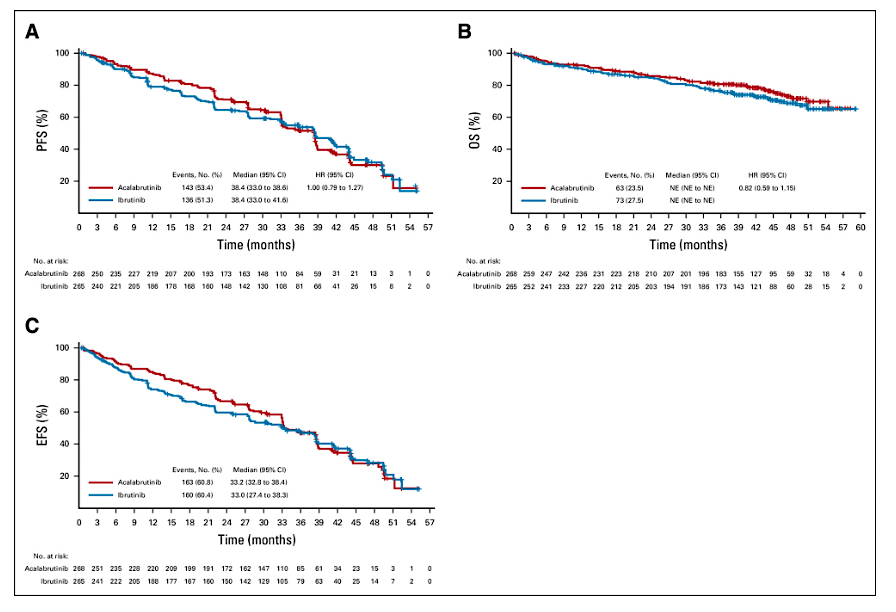 A
PFS (%)
100
80
60
40
20
Events, No. (%) Median (95% CI) HR (95% CI)
Acalabrutinib 143 (53.4) 38.4 (33.0 to 38.6) 1.00 (0.79 to 1.27)
Ibrutinib 136 (51.3) 38.4 (33.0 to 41.6)
0 3 6 9 12 15 18 21 24 27 30 33 36 39 42 45 48 51 54 57
Time (months)
No. at risk:
Acalabrutinib 268 250 235 227 219 207 200 193 173 163 148 110 84 59 31 21 13 3 1 0
Ibrutinib 265 240 221 205 186 178 168 160 148 142 130 108 81 66 41 26 15 8 2 0
B
OS (%)
100
80
60
40
20
Events, No. (%) Median (95% CI) HR (95% CI)
Acalabrutinib 63 (23.5) NE (NE to NE) 0.82 (0.59 to 1.15)
Ibrutinib 73 (27.5) NE (NE to NE)
0 3 6 9 12 15 18 21 24 27 30 33 36 39 42 45 48 51 54 57 60
Time (months)
No. at risk:
Acalabrutinib 268 259 247 242 236 231 223 218 210 207 201 196 183 155 127 95 59 32 18 4 0
Ibrutinib 265 252 241 233 227 220 212 205 203 194 191 186 173 143 121 88 60 28 15 2 0
C
EFS (%)
100
80
60
40
20
Events, No. (%) Median (95% CI)
Acalabrutinib 163 (60.8) 33.2 (32.8 to 38.4)
Ibrutinib 160 (60.4) 33.0 (27.4 to 38.3)
0 3 6 9 12 15 18 21 24 27 30 33 36 39 42 45 48 51 54 57
Time (months)
No. at risk:
Acalabrutinib 268 251 235 228 220 209 199 191 172 162 147 110 85 61 34 23 15 3 1 0
Ibrutinib 265 241 222 205 188 177 167 160 150 142 129 105 79 63 40 25 14 7 2 0